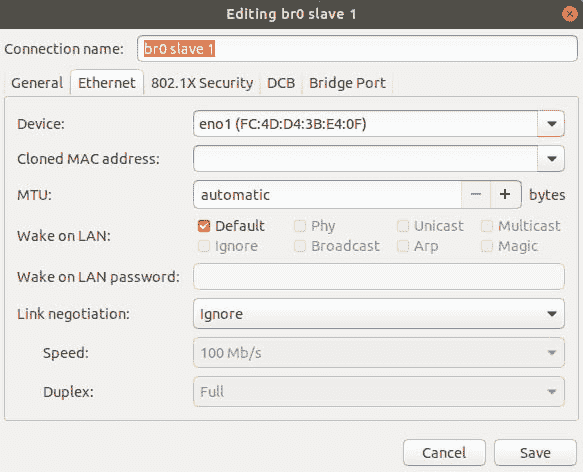 Editing br0 slave 1
Connection name: br0 slave 1
General Ethernet 802.1X Security DCB Bridge Port
Device: eno1 (FC:4D:D4:3B:E4:0F)
Cloned MAC address:
MTU: automatic − + bytes
Wake on LAN: Default Phy Unicast Multicast
Ignore Broadcast Arp Magic
Wake on LAN password:
Link negotiation: Ignore
Speed: 100 Mb/s
Duplex: Full
Cancel Save